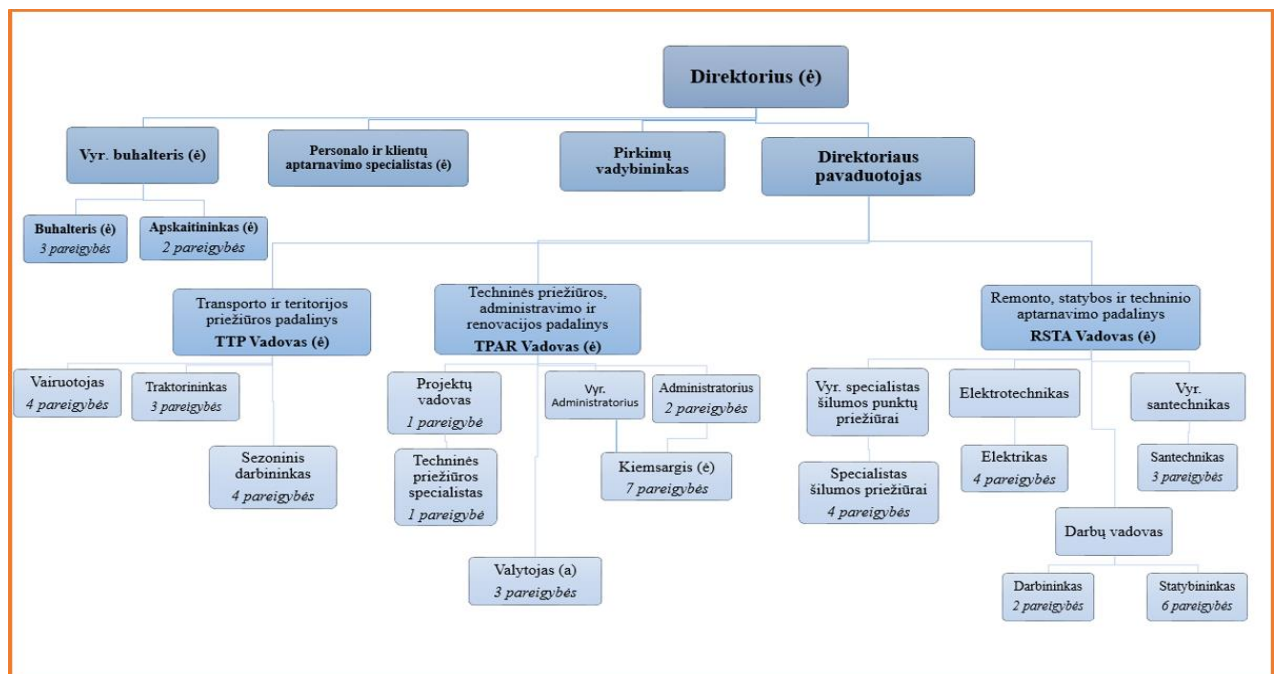 Direktorius (ė)
Vyr. buhalteris (ė)
Personalo ir klientų
aptarnavimo specialistas (ė)
Pirkimų
vadybininkas
Direktoriaus
pavaduotojas
Buhalteris (ė)
3 pareigybės
Apskaitininkas (ė)
2 pareigybės
Transporto ir teritorijos
priežiūros padalinys
TTP Vadovas (ė)
Techninės priežiūros,
administravimo ir
renovacijos padalinys
TPAR Vadovas (ė)
Remonto, statybos ir techninio
aptarnavimo padalinys
RSTA Vadovas (ė)
Vairuotojas
4 pareigybės
Traktorininkas
3 pareigybės
Sezoninis
darbininkas
4 pareigybės
Projektų
vadovas
1 pareigybė
Techninės
priežiūros
specialistas
1 pareigybė
Vyr.
Administratorius
Administratorius
2 pareigybės
Kiemsargis (ė)
7 pareigybės
Valytojas (a)
3 pareigybės
Vyr. specialistas
šilumos punktų
priežiūrai
Specialistas
šilumos priežiūrai
4 pareigybės
Elektrotechnikas
Elektrikas
4 pareigybės
Vyr.
santechnikas
Santechnikas
3 pareigybės
Darbų vadovas
Darbininkas
2 pareigybės
Statybininkas
6 pareigybės